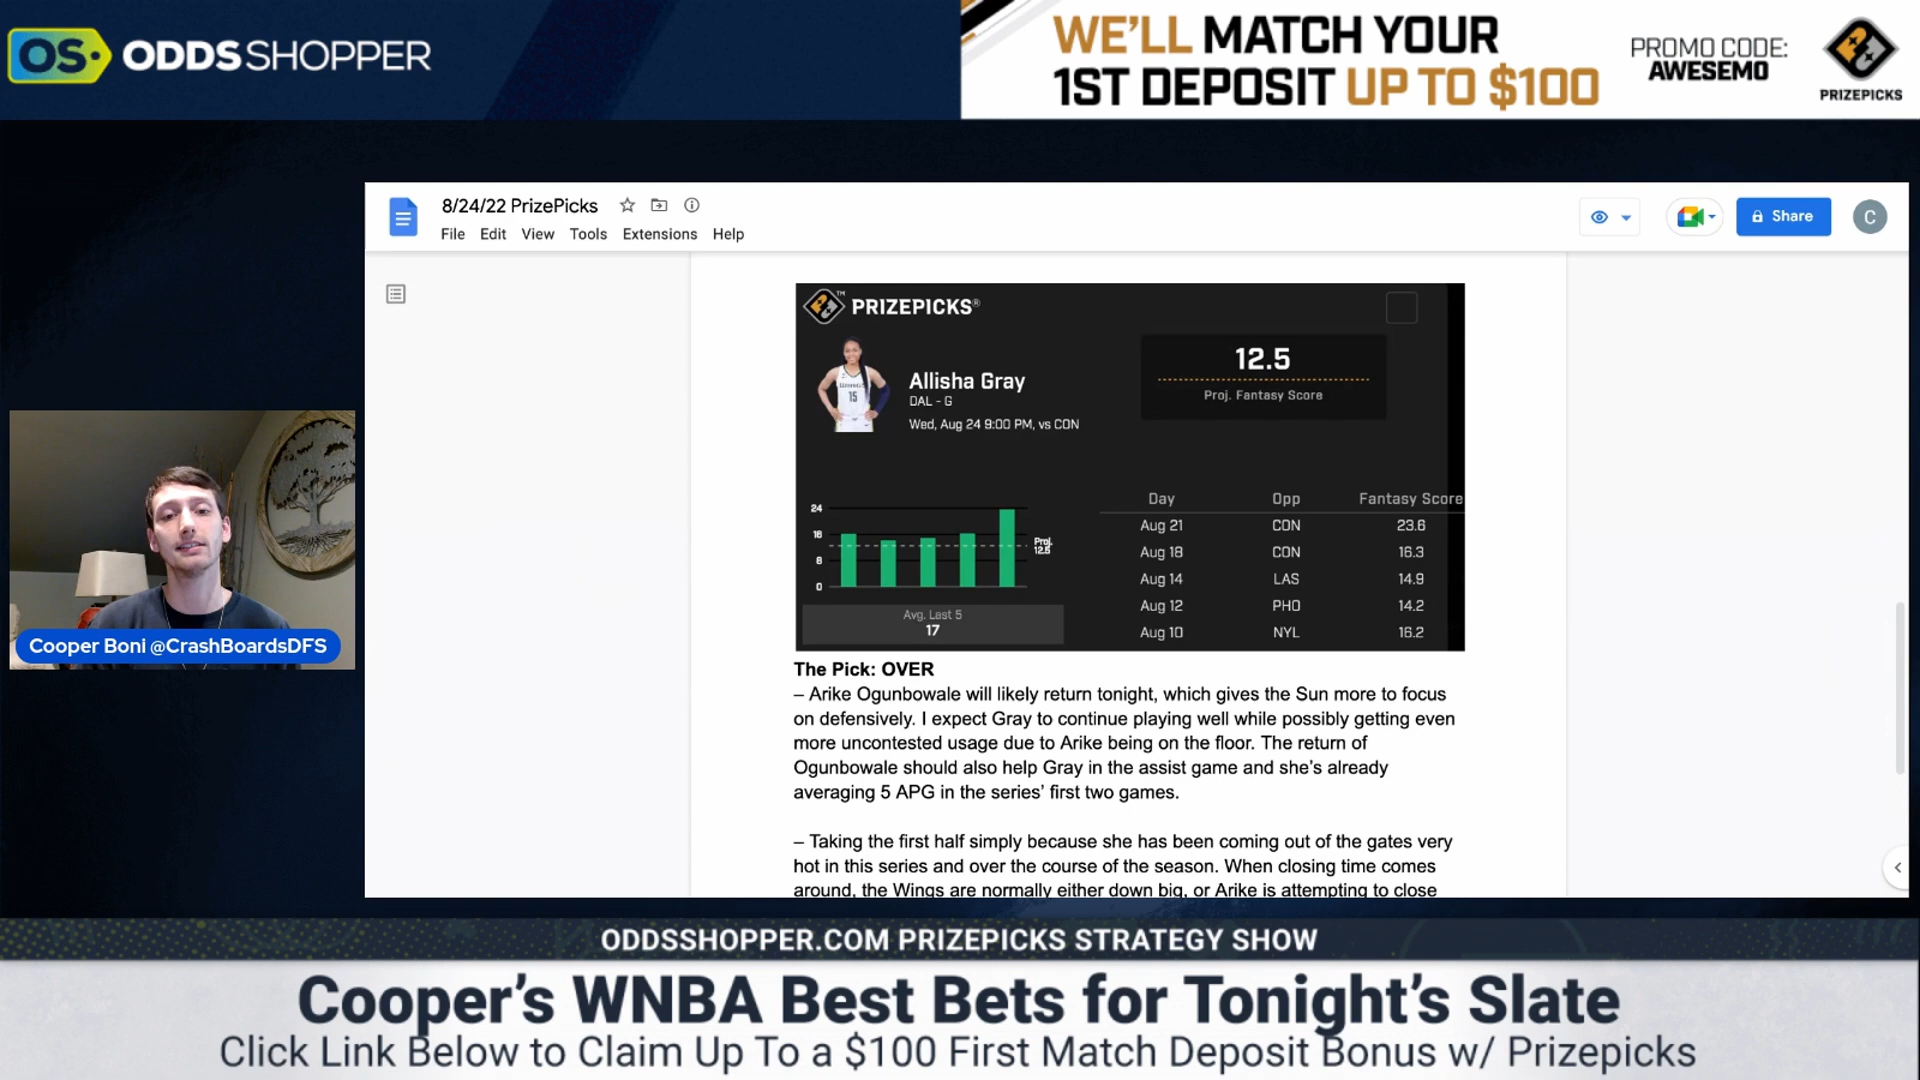 OS. ODDSSHOPPER
WE'LL MATCH YOUR
1ST DEPOSIT UP TO $100
PROMO CODE:
AWESEMO
PRIZEPICKS
8/24/22 PrizePicks
File Edit View Tools Extensions Help
Share
C
PRIZEPICKS®
™
12.5
Proj. Fantasy Score
Allisha Gray
DAL - G
Wed, Aug 24 9:00 PM, vs CON
15
24
16
8
0
Proj.
12.5
Avg. Last 5
17
Day Opp Fantasy Score
Aug 21 CON 23.6
Aug 18 CON 16.3
Aug 14 LAS 14.9
Aug 12 PHO 14.2
Aug 10 NYL 16.2
The Pick: OVER
– Arike Ogunbowale will likely return tonight, which gives the Sun more to focus
on defensively. I expect Gray to continue playing well while possibly getting even
more uncontested usage due to Arike being on the floor. The return of
Ogunbowale should also help Gray in the assist game and she's already
averaging 5 APG in the series' first two games.
– Taking the first half simply because she has been coming out of the gates very
hot in this series and over the course of the season. When closing time comes
around, the Wings are normally either down big, or Arike is attempting to close
Cooper Boni @CrashBoardsDFS
ODDSSHOPPER.COM PRIZEPICKS STRATEGY SHOW
Cooper's WNBA Best Bets for Tonight's Slate
Click Link Below to Claim Up To a $100 First Match Deposit Bonus w/ Prizepicks